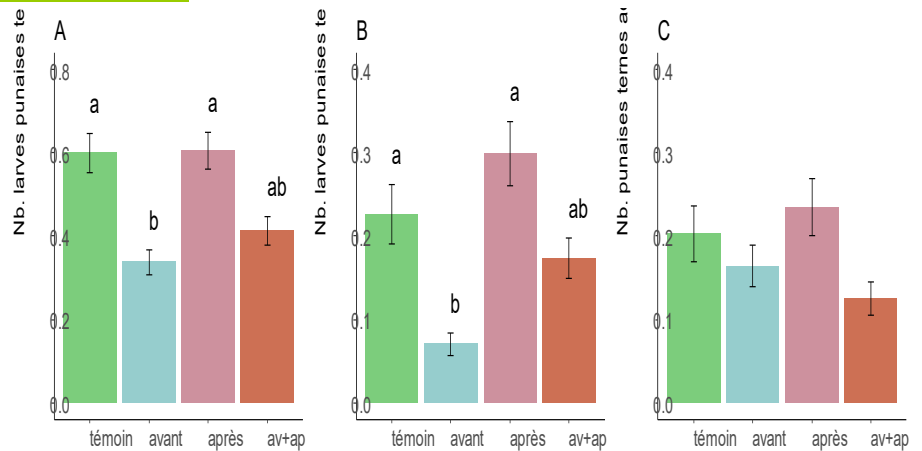 A
Nb. larves punaises te
0.8
0.6
0.4
0.2
0.0
a
b
a
ab
témoin avant après av+ap
B
Nb. larves punaises te
0.4
0.3
0.2
0.1
0.0
a
b
a
ab
témoin avant après av+ap
C
Nb. punaises ternes a
0.4
0.3
0.2
0.1
0.0
témoin avant après av+ap